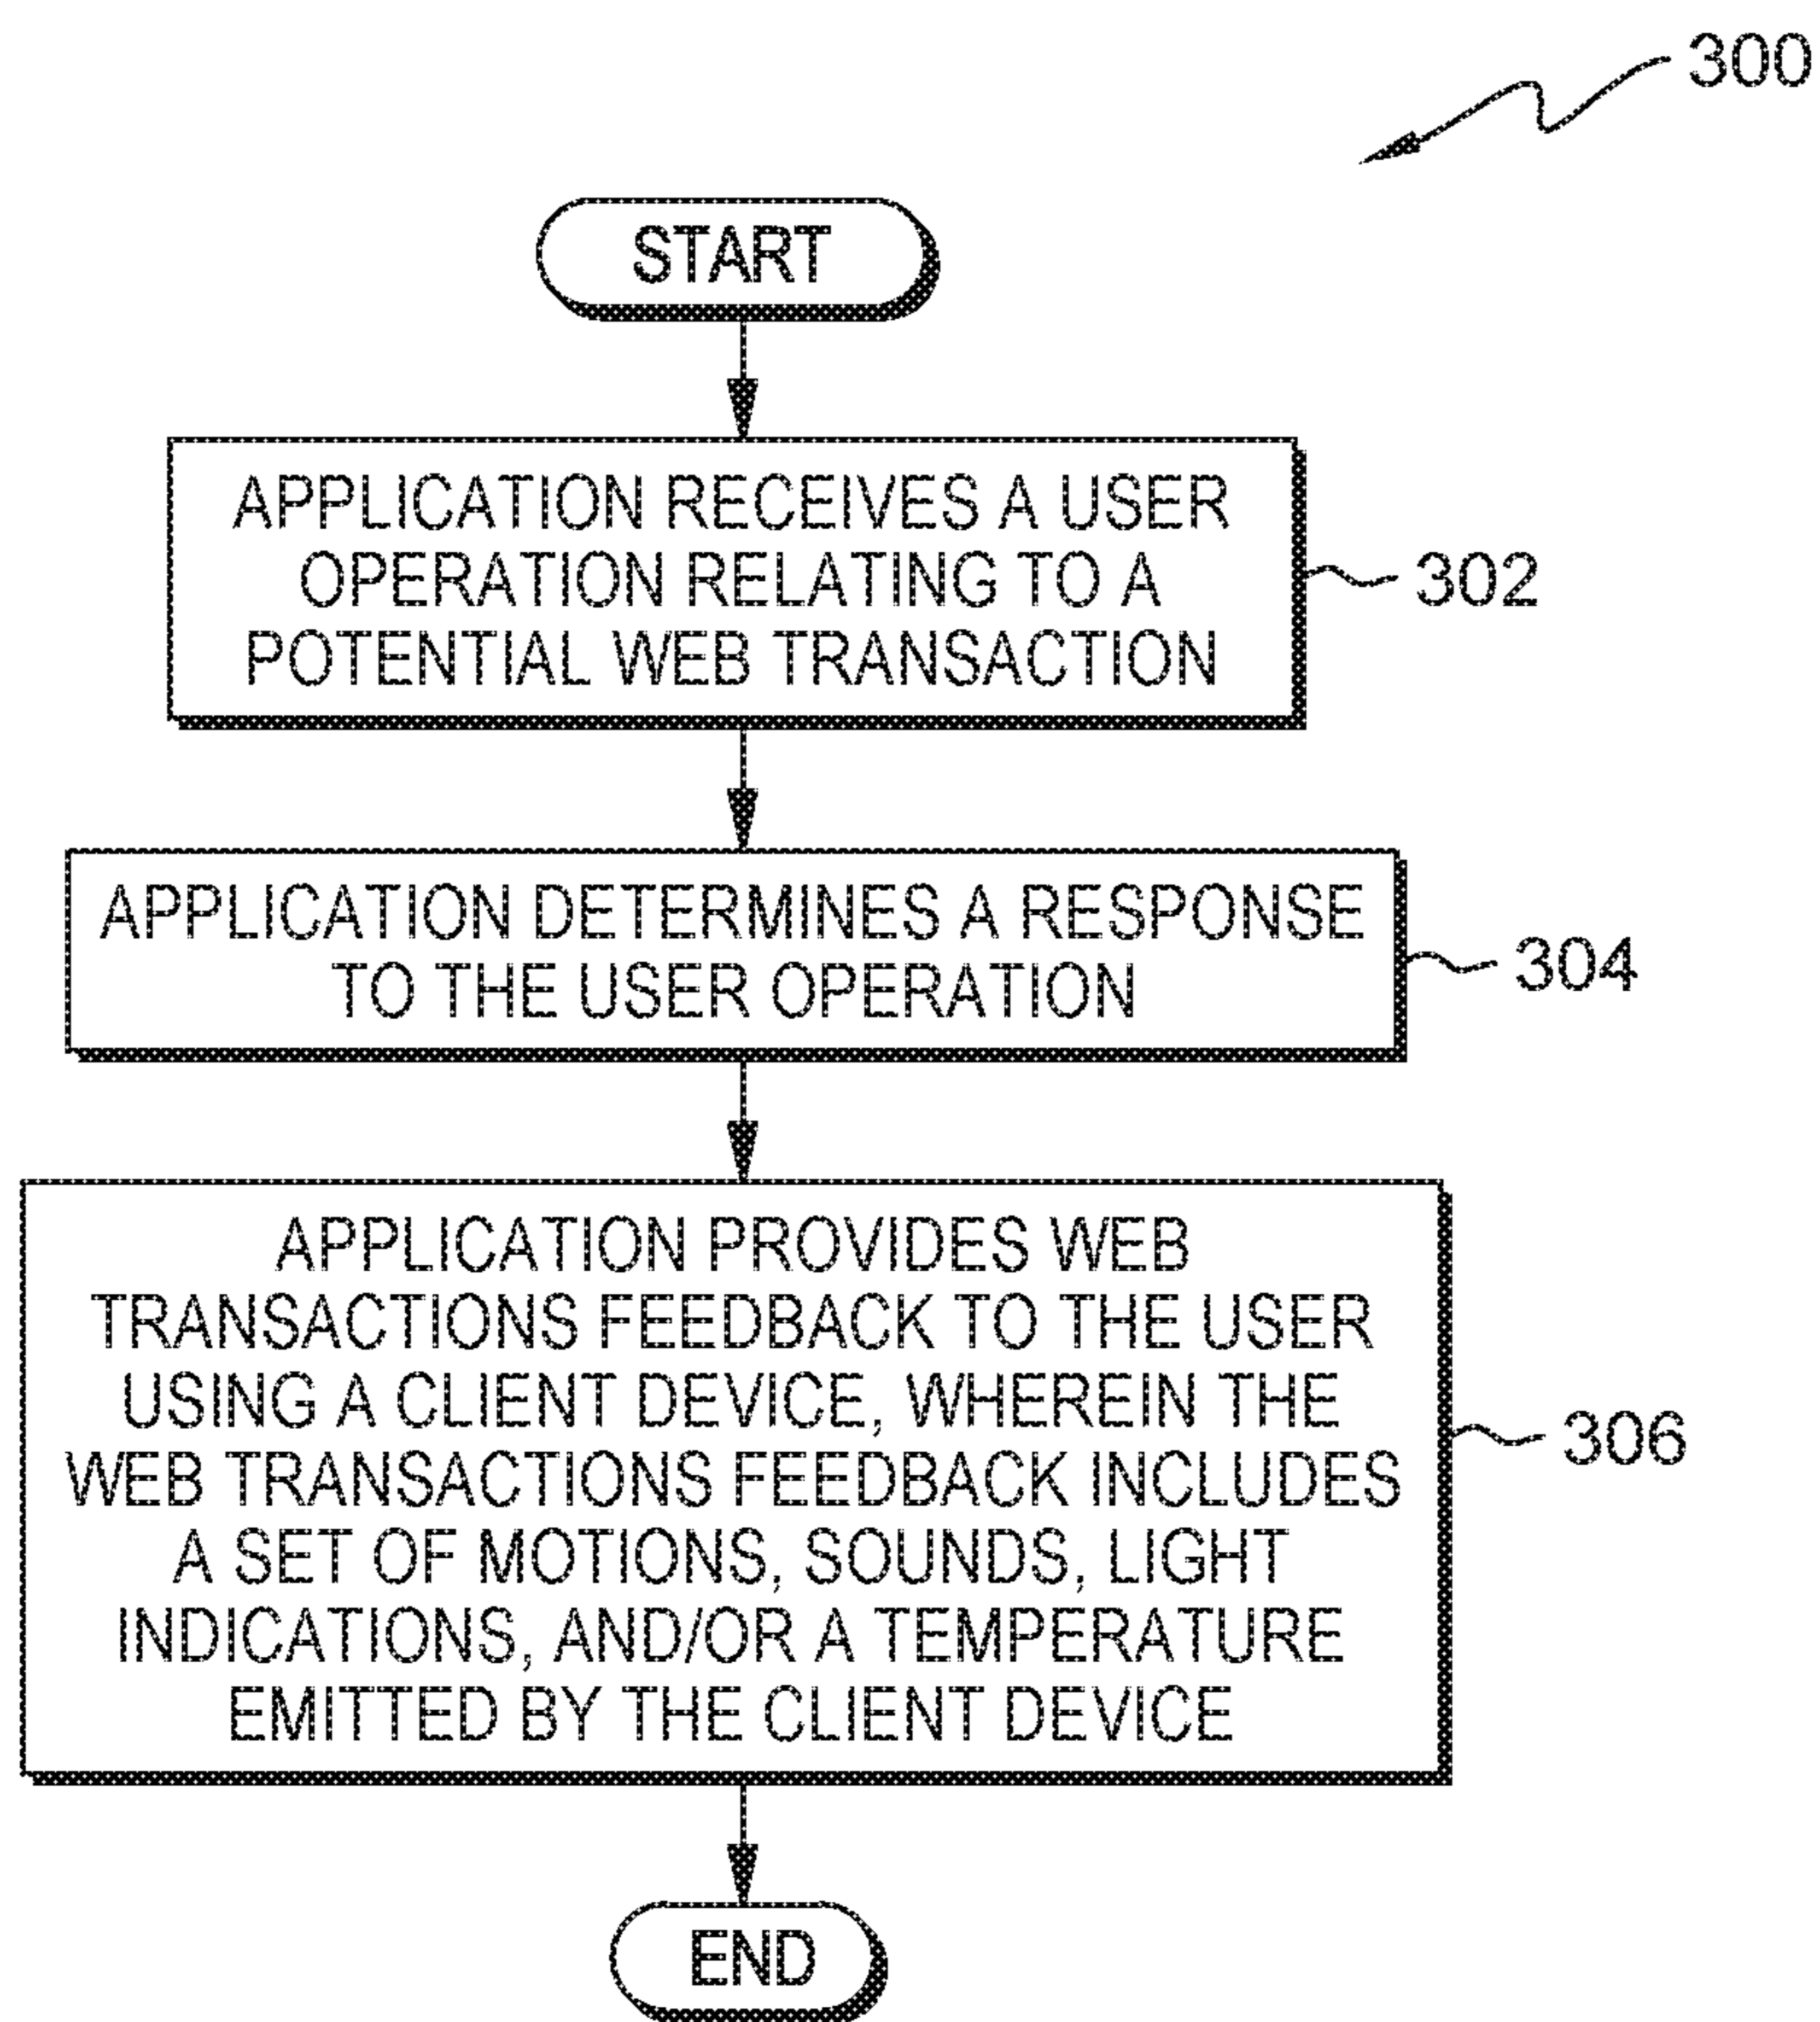 300
START
APPLICATION RECEIVES A USER
OPERATION RELATING TO A
POTENTIAL WEB TRANSACTION
302
APPLICATION DETERMINES A RESPONSE
TO THE USER OPERATION
304
APPLICATION PROVIDES WEB
TRANSACTIONS FEEDBACK TO THE USER
USING A CLIENT DEVICE, WHEREIN THE
WEB TRANSACTIONS FEEDBACK INCLUDES
A SET OF MOTIONS, SOUNDS, LIGHT
INDICATIONS, AND/OR A TEMPERATURE
EMITTED BY THE CLIENT DEVICE
306
END